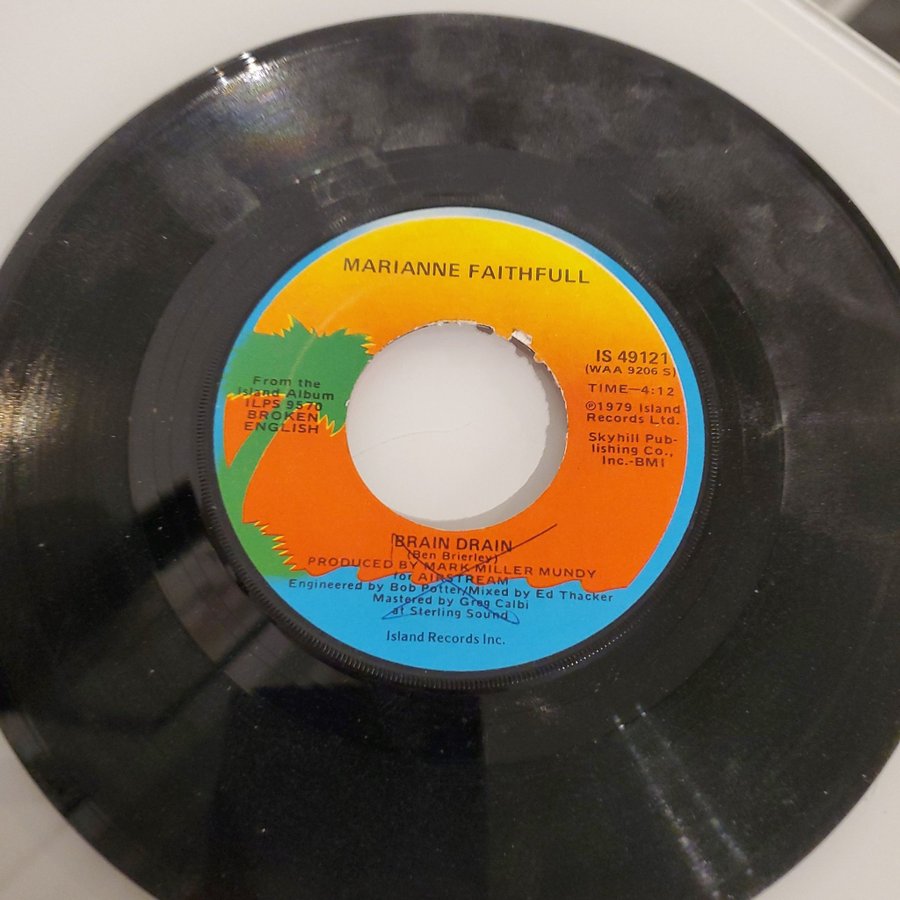 MARIANNE FAITHFULL
From the
Island Album
ILPS 9570
BROKEN
ENGLISH
IS 49121
(WAA 9206 S)
TIME—4:12
℗1979 Island
Records Ltd.
Skyhill Pub-
lishing Co.,
Inc.-BMI
BRAIN DRAIN
(Ben Brierley)
PRODUCED BY MARK MILLER MUNDY
for AIRSTREAM
Engineered by Bob Potter/Mixed by Ed Thacker
Mastered by Greg Calbi
at Sterling Sound
Island Records Inc.